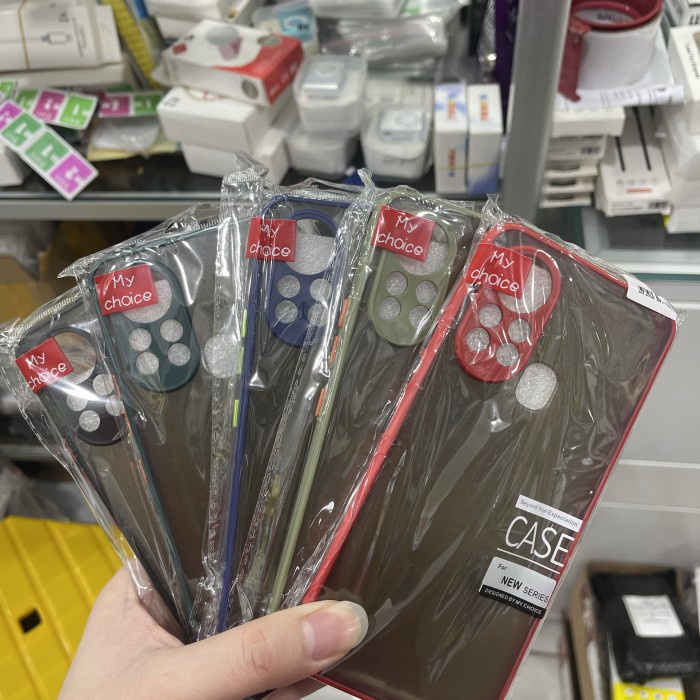 My
choice
My
choice
My
choice
My
choice
My
choice
Beyond Your Expectation
CASE
For
NEW SERIES
DESIGNED BY MY CHOICE